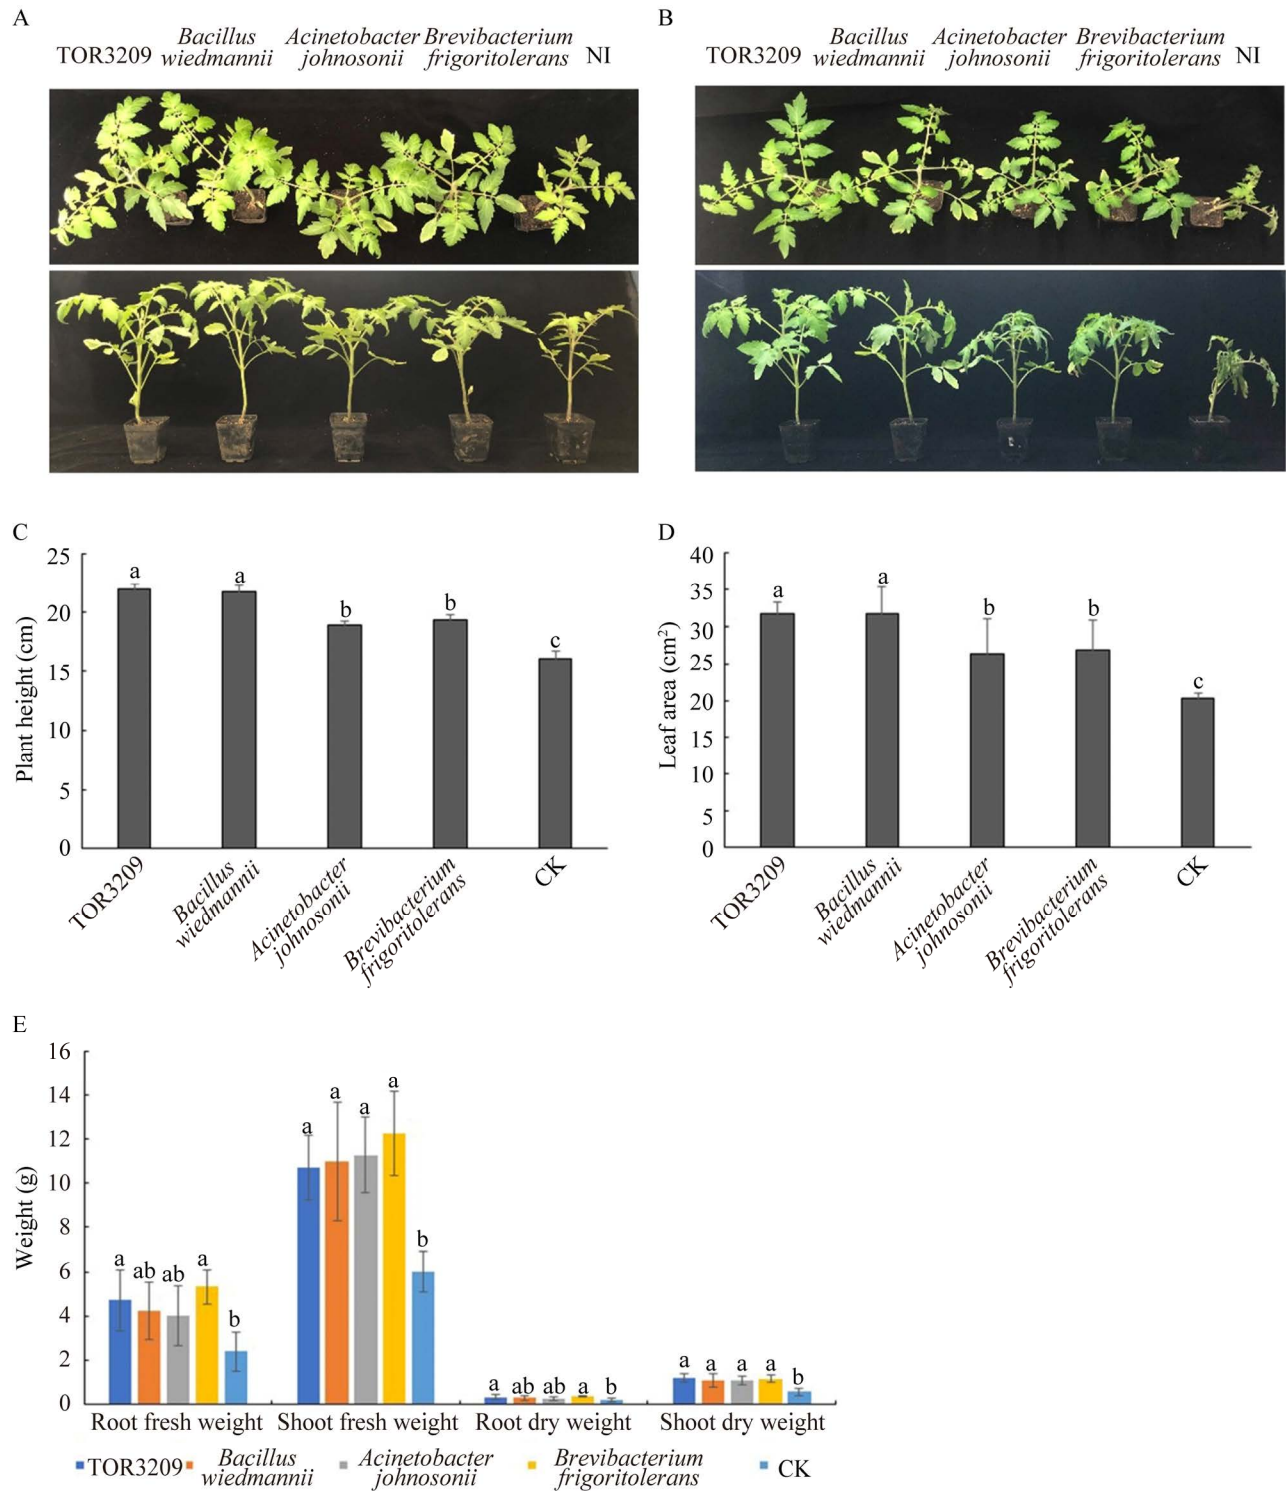 A
TOR3209
Bacillus
wiedmannii
Acinetobacter
johnosonii
Brevibacterium
frigoritolerans
NI
B
TOR3209
Bacillus
wiedmannii
Acinetobacter
johnosonii
Brevibacterium
frigoritolerans
NI
C
Plant height (cm)
25
20
15
10
5
0
a
a
b
b
c
TOR3209
Bacillus
wiedmannii
Acinetobacter
johnosonii
Brevibacterium
frigoritolerans
CK
D
Leaf area (cm²)
40
35
30
25
20
15
10
5
0
a
a
b
b
c
TOR3209
Bacillus
wiedmannii
Acinetobacter
johnosonii
Brevibacterium
frigoritolerans
CK
E
Weight (g)
16
14
12
10
8
6
4
2
0
a ab ab a b
a a a a b
a ab ab a b
a a a a b
Root fresh weight
Shoot fresh weight
Root dry weight
Shoot dry weight
TOR3209
Bacillus
wiedmannii
Acinetobacter
johnosonii
Brevibacterium
frigoritolerans
CK